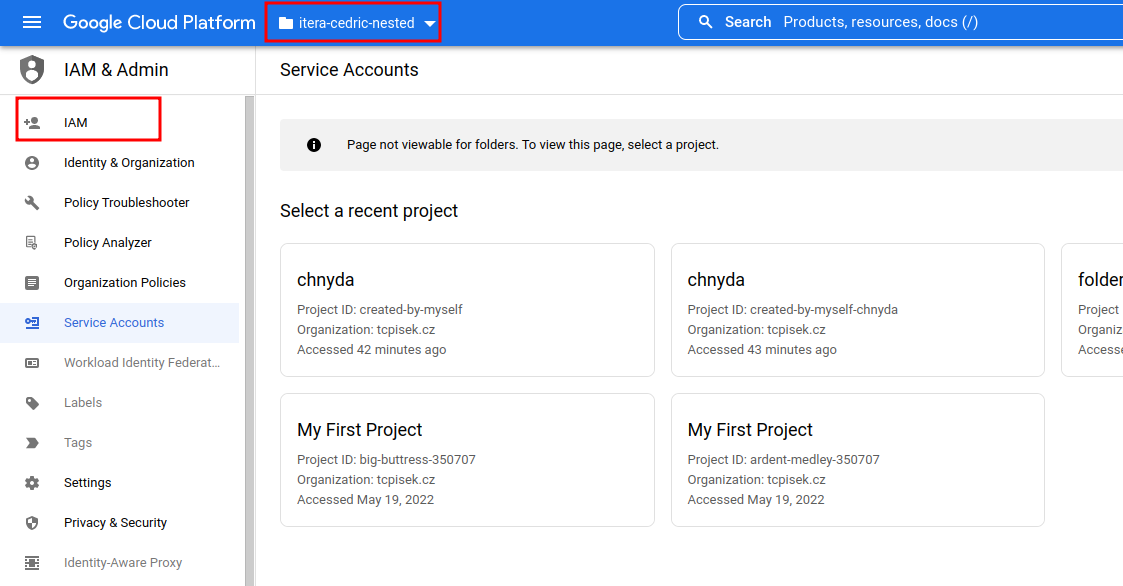 Google Cloud Platform
itera-cedric-nested
Search Products, resources, docs (/)
IAM & Admin
Service Accounts
IAM
Identity & Organization
Policy Troubleshooter
Policy Analyzer
Organization Policies
Service Accounts
Workload Identity Federat...
Labels
Tags
Settings
Privacy & Security
Identity-Aware Proxy
Page not viewable for folders. To view this page, select a project.
Select a recent project
chnyda
Project ID: created-by-myself
Organization: tcpisek.cz
Accessed 42 minutes ago
chnyda
Project ID: created-by-myself-chnyda
Organization: tcpisek.cz
Accessed 43 minutes ago
folder
Project
Organiz
Accesse
My First Project
Project ID: big-buttress-350707
Organization: tcpisek.cz
Accessed May 19, 2022
My First Project
Project ID: ardent-medley-350707
Organization: tcpisek.cz
Accessed May 19, 2022